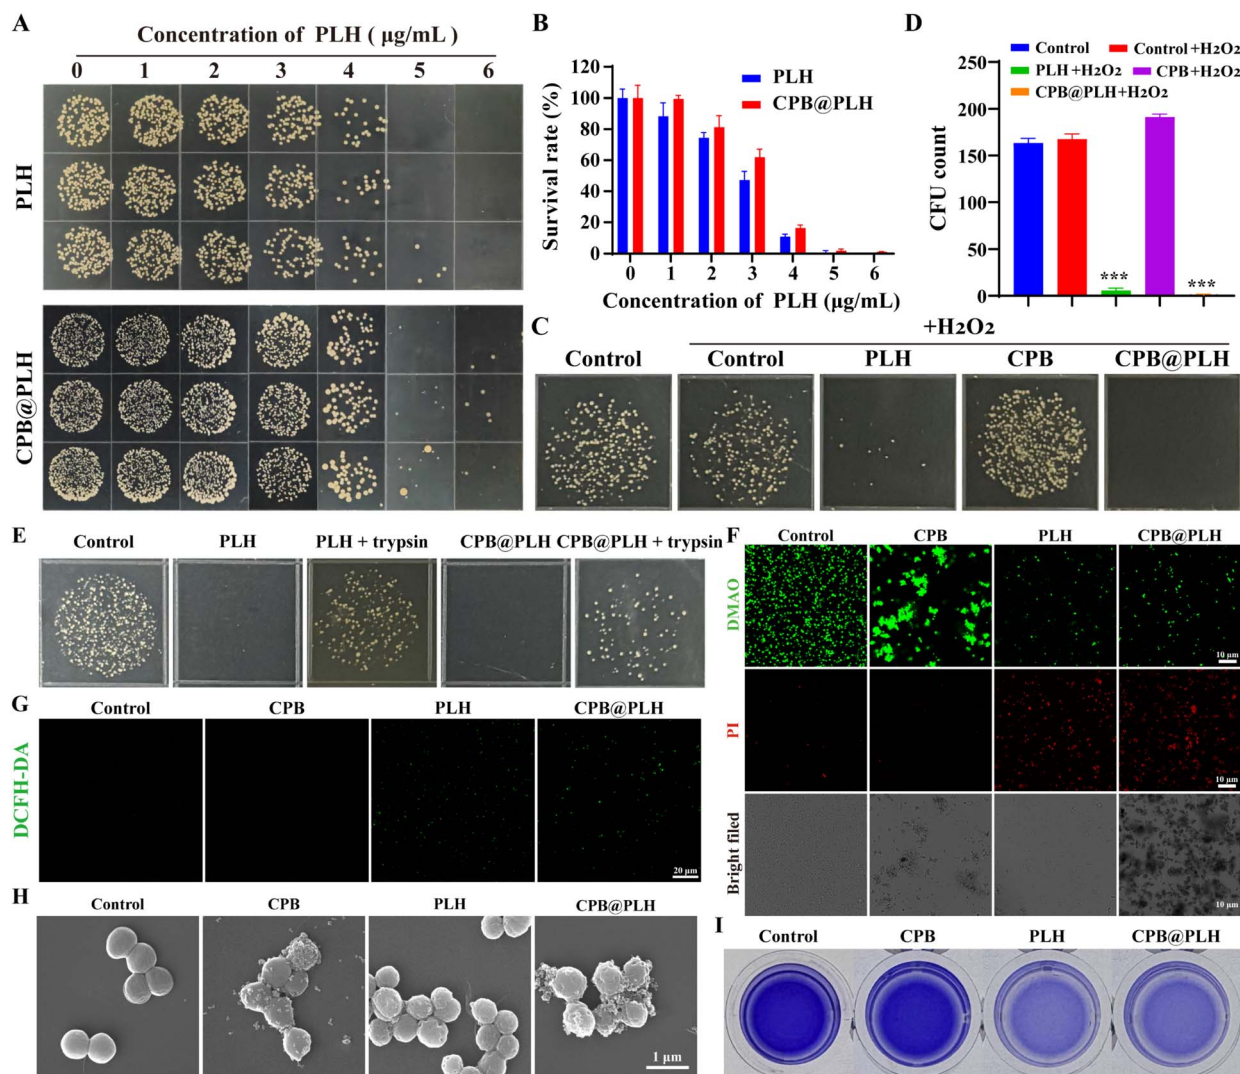 A
Concentration of PLH ( μg/mL )
0 1 2 3 4 5 6
PLH
CPB@PLH
B
Survival rate (%)
120
100
80
60
40
20
0
PLH
CPB@PLH
0 1 2 3 4 5 6
Concentration of PLH (μg/mL)
D
Control
Control+H2O2
PLH+H2O2
CPB+H2O2
CPB@PLH+H2O2
CFU count
250
200
150
100
50
0
***
***
C
+H2O2
Control
Control
PLH
CPB
CPB@PLH
E
Control
PLH
PLH + trypsin
CPB@PLH
CPB@PLH + trypsin
F
Control
CPB
PLH
CPB@PLH
DMAO
10 μm
PI
10 μm
Bright filed
10 μm
G
Control
CPB
PLH
CPB@PLH
DCFH-DA
20 μm
H
Control
CPB
PLH
CPB@PLH
1 μm
I
Control
CPB
PLH
CPB@PLH